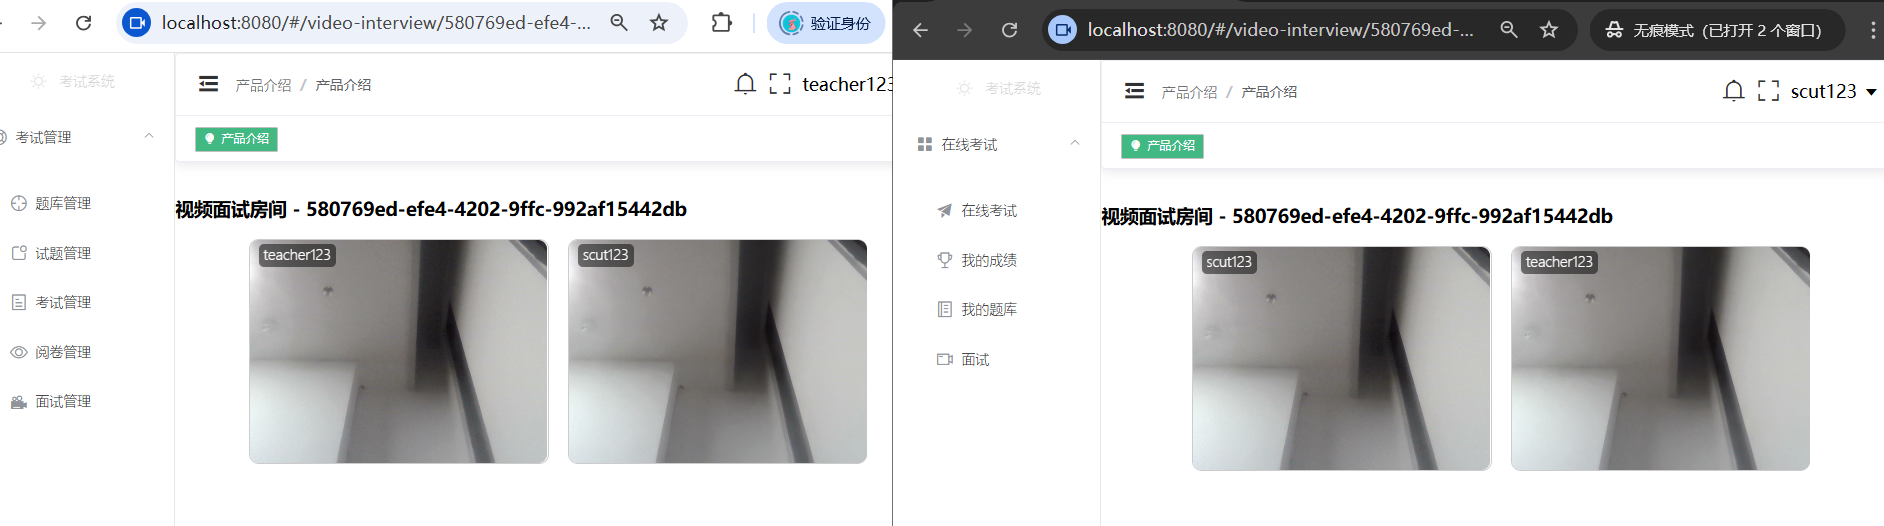 localhost:8080/#/video-interview/580769ed-efe4-...
验证身份
考试系统
产品介绍 / 产品介绍
teacher123
考试管理
产品介绍
题库管理
试题管理
考试管理
阅卷管理
面试管理
视频面试房间 - 580769ed-efe4-4202-9ffc-992af15442db
teacher123
scut123
localhost:8080/#/video-interview/580769ed-...
无痕模式（已打开 2 个窗口）
考试系统
产品介绍 / 产品介绍
scut123
在线考试
产品介绍
在线考试
我的成绩
我的题库
面试
视频面试房间 - 580769ed-efe4-4202-9ffc-992af15442db
scut123
teacher123